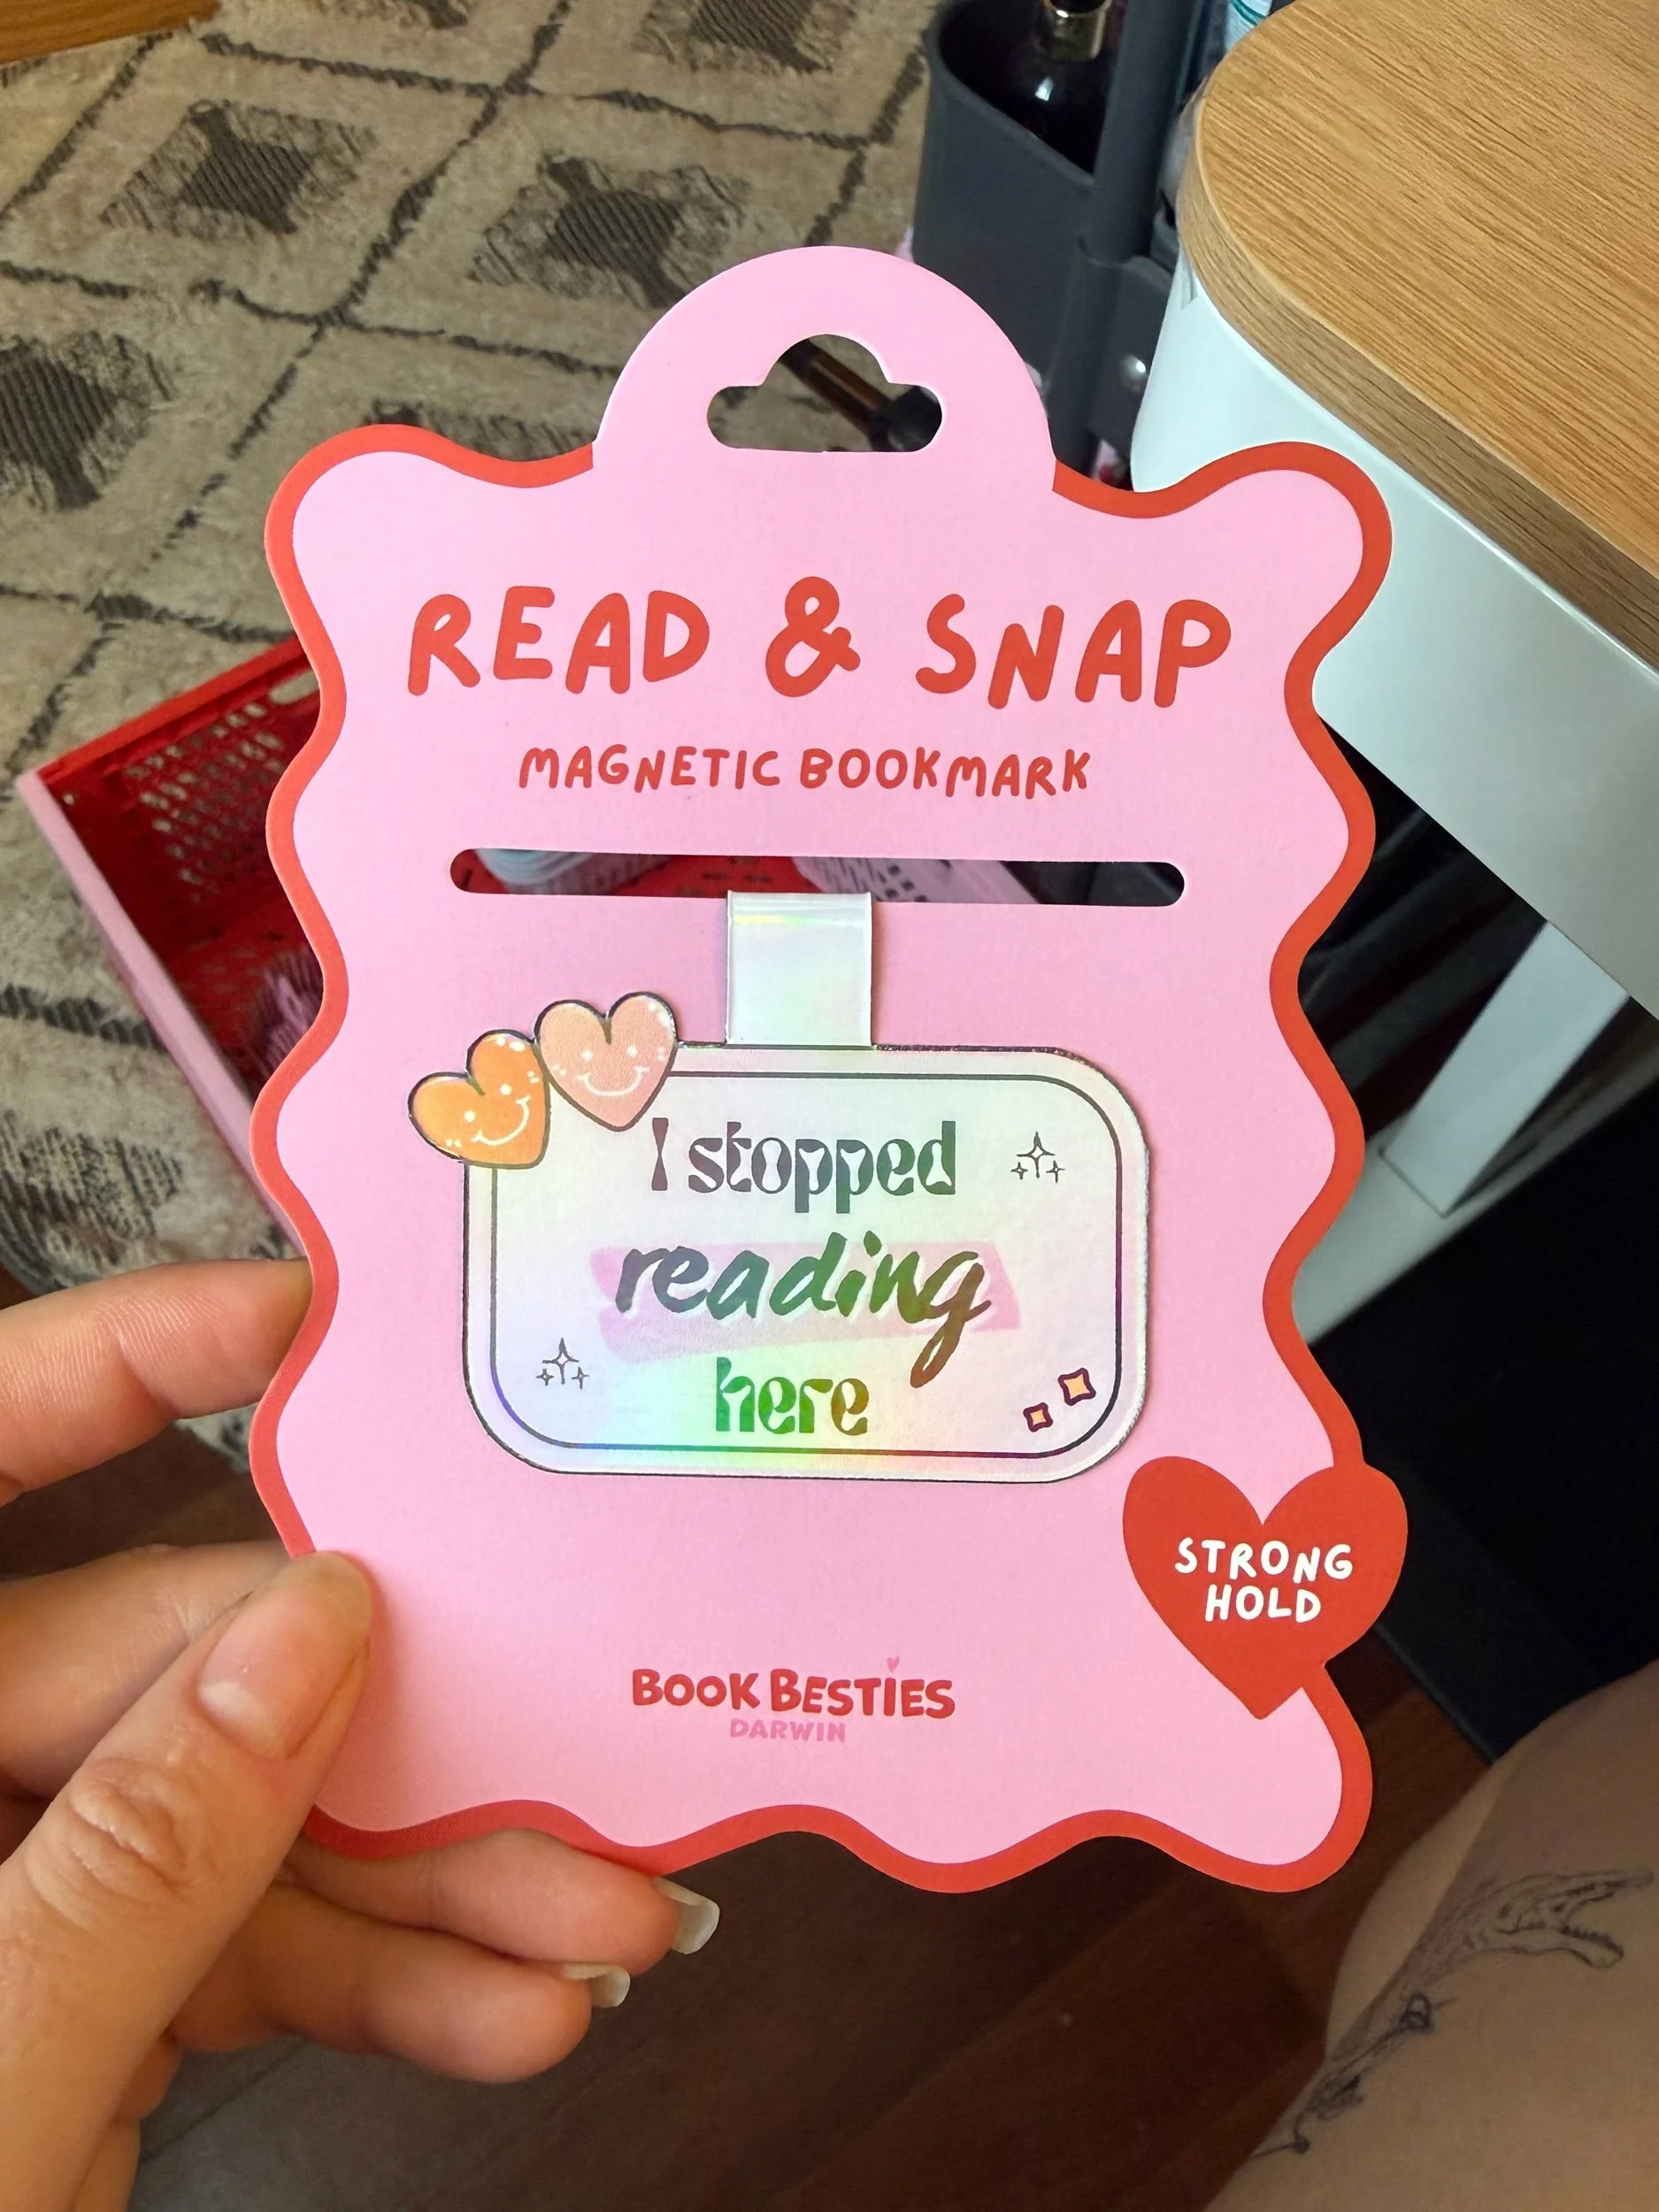 READ & SNAP
MAGNETIC BOOKMARK
I stopped
reading
here
STRONG
HOLD
BOOK BESTIES
DARWIN